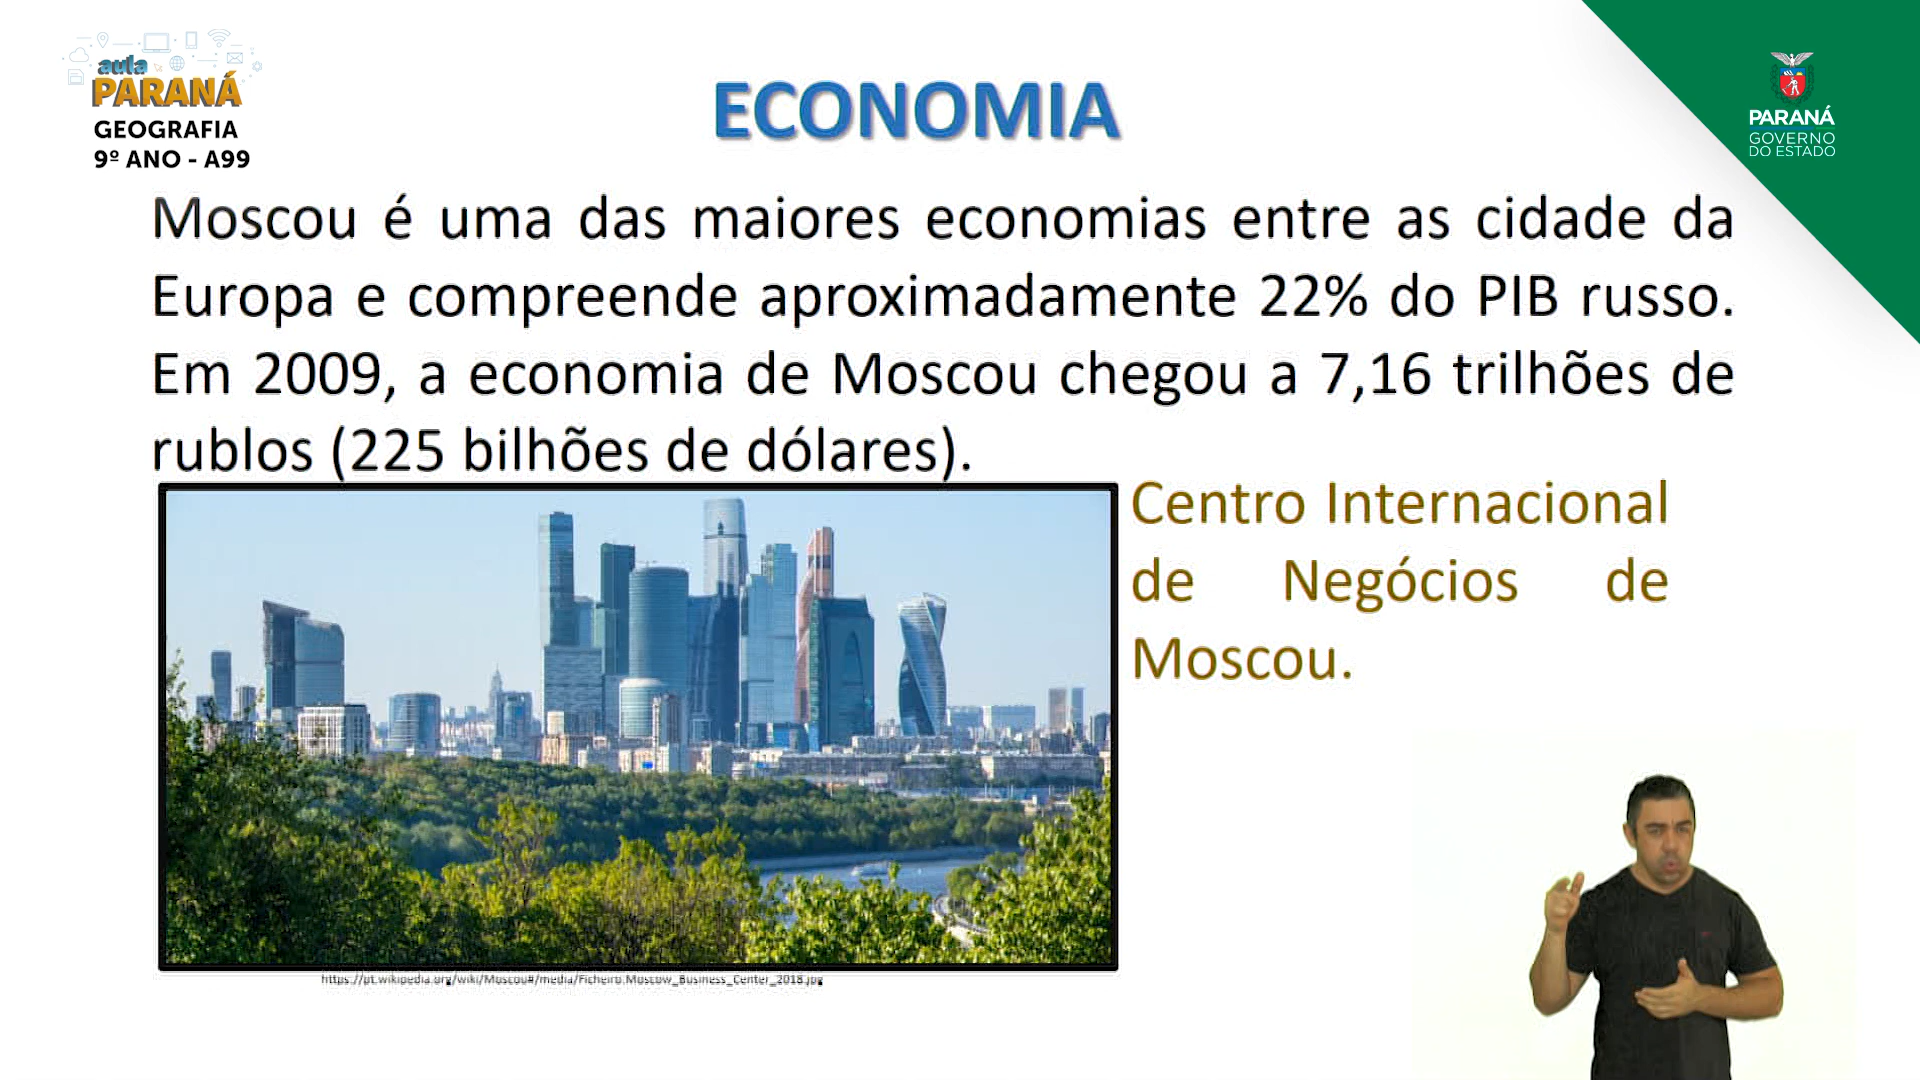 aula
PARANÁ
GEOGRAFIA
9º ANO - A99
ECONOMIA
PARANÁ
GOVERNO
DO ESTADO
Moscou é uma das maiores economias entre as cidade da
Europa e compreende aproximadamente 22% do PIB russo.
Em 2009, a economia de Moscou chegou a 7,16 trilhões de
rublos (225 bilhões de dólares).
Centro Internacional
de Negócios de
Moscou.
https://pt.wikipedia.org/wiki/Moscou#/media/Ficheiro:Moscow_Business_Center_2018.jpg